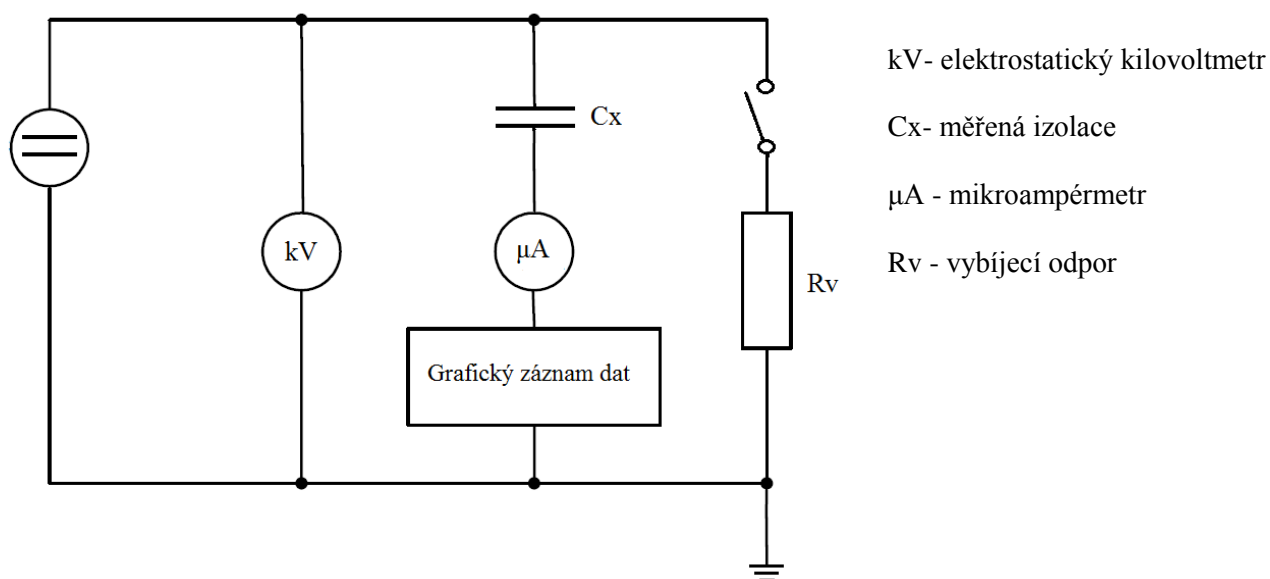 Cx
kV
μA
Rv
Grafický záznam dat
kV- elektrostatický kilovoltmetr
Cx- měřená izolace
μA - mikroampérmetr
Rv - vybíjecí odpor